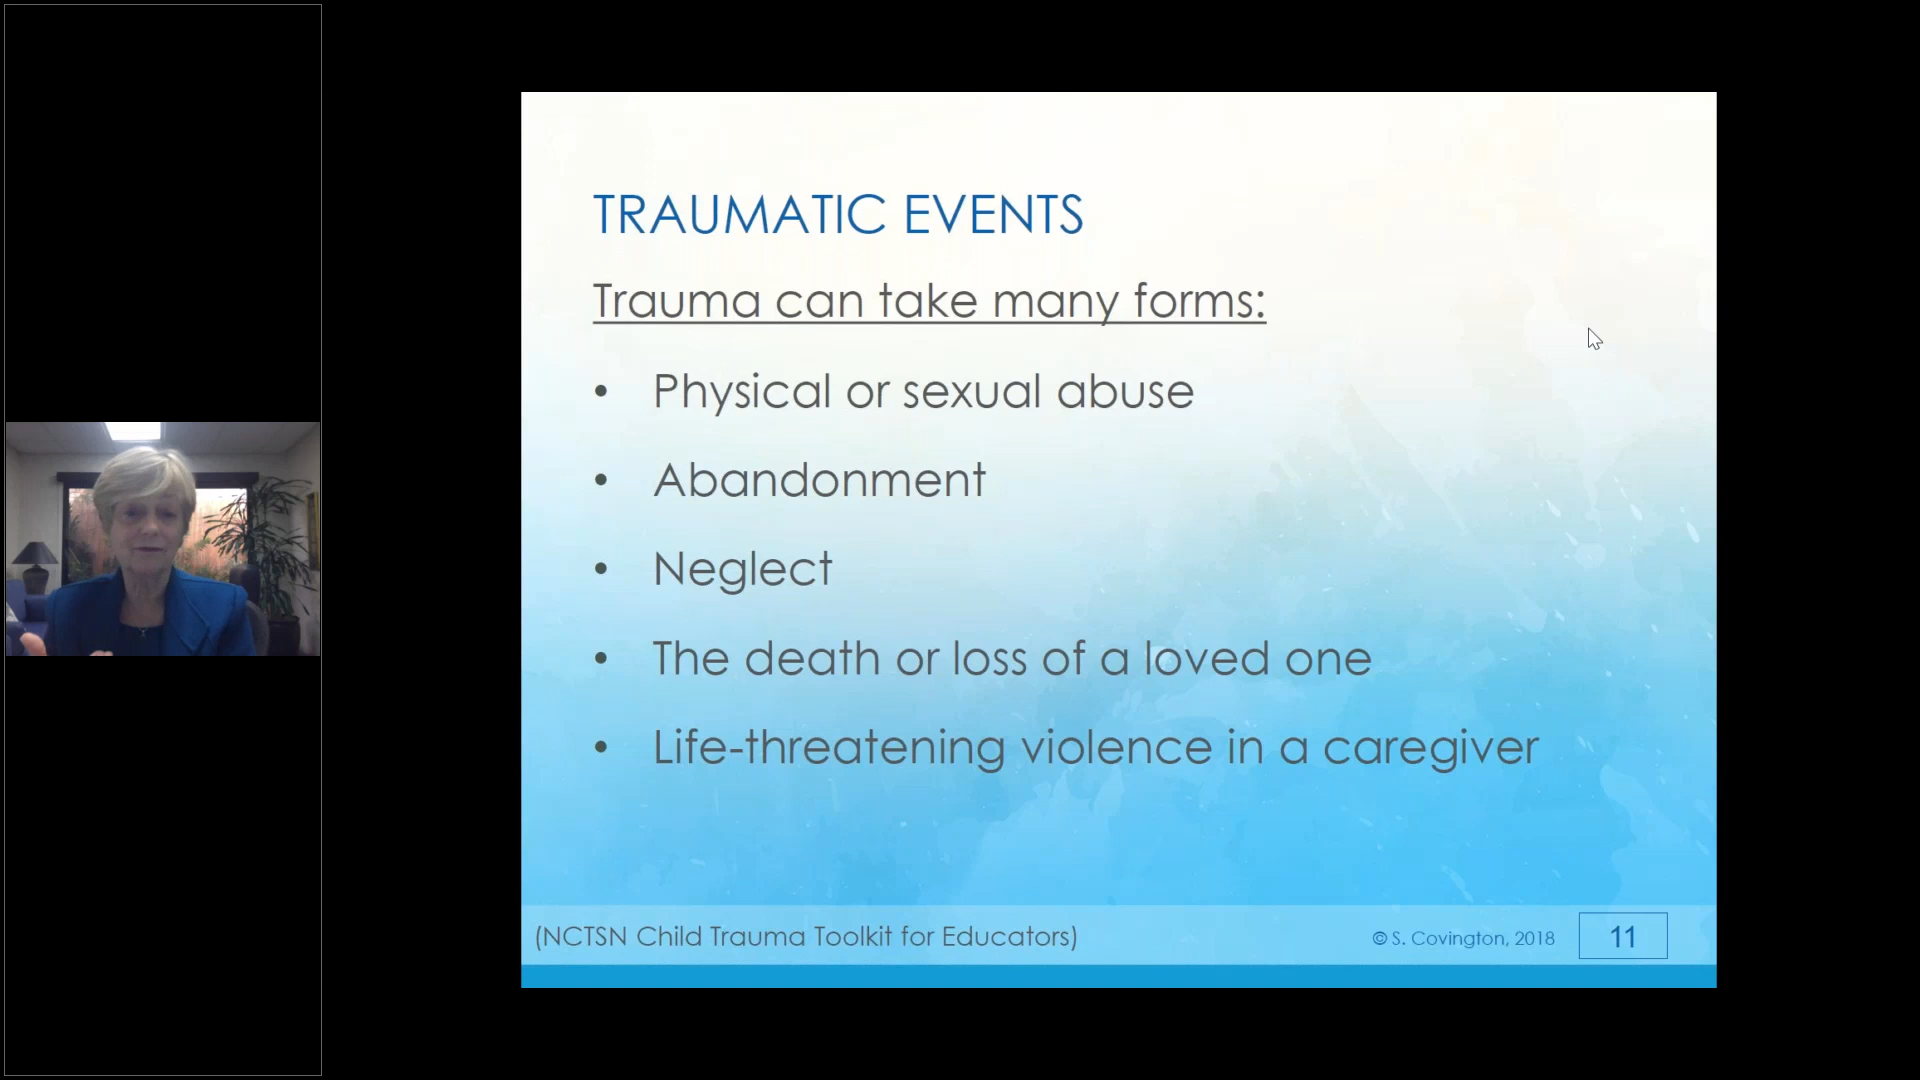 TRAUMATIC EVENTS
Trauma can take many forms:
• Physical or sexual abuse
• Abandonment
• Neglect
• The death or loss of a loved one
• Life-threatening violence in a caregiver
(NCTSN Child Trauma Toolkit for Educators)
© S. Covington, 2018
11